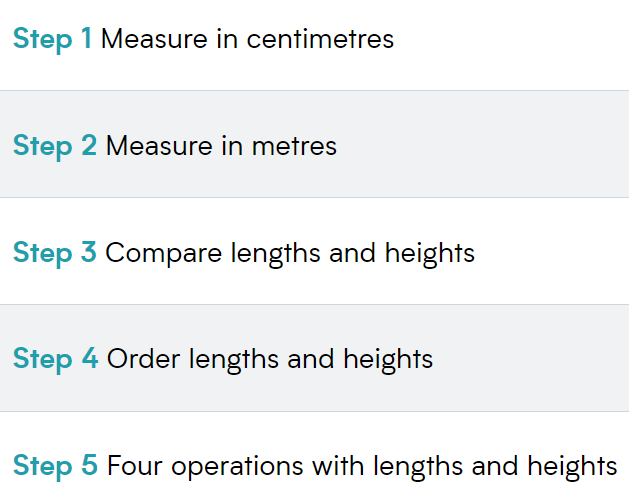 Step 1 Measure in centimetres
Step 2 Measure in metres
Step 3 Compare lengths and heights
Step 4 Order lengths and heights
Step 5 Four operations with lengths and heights